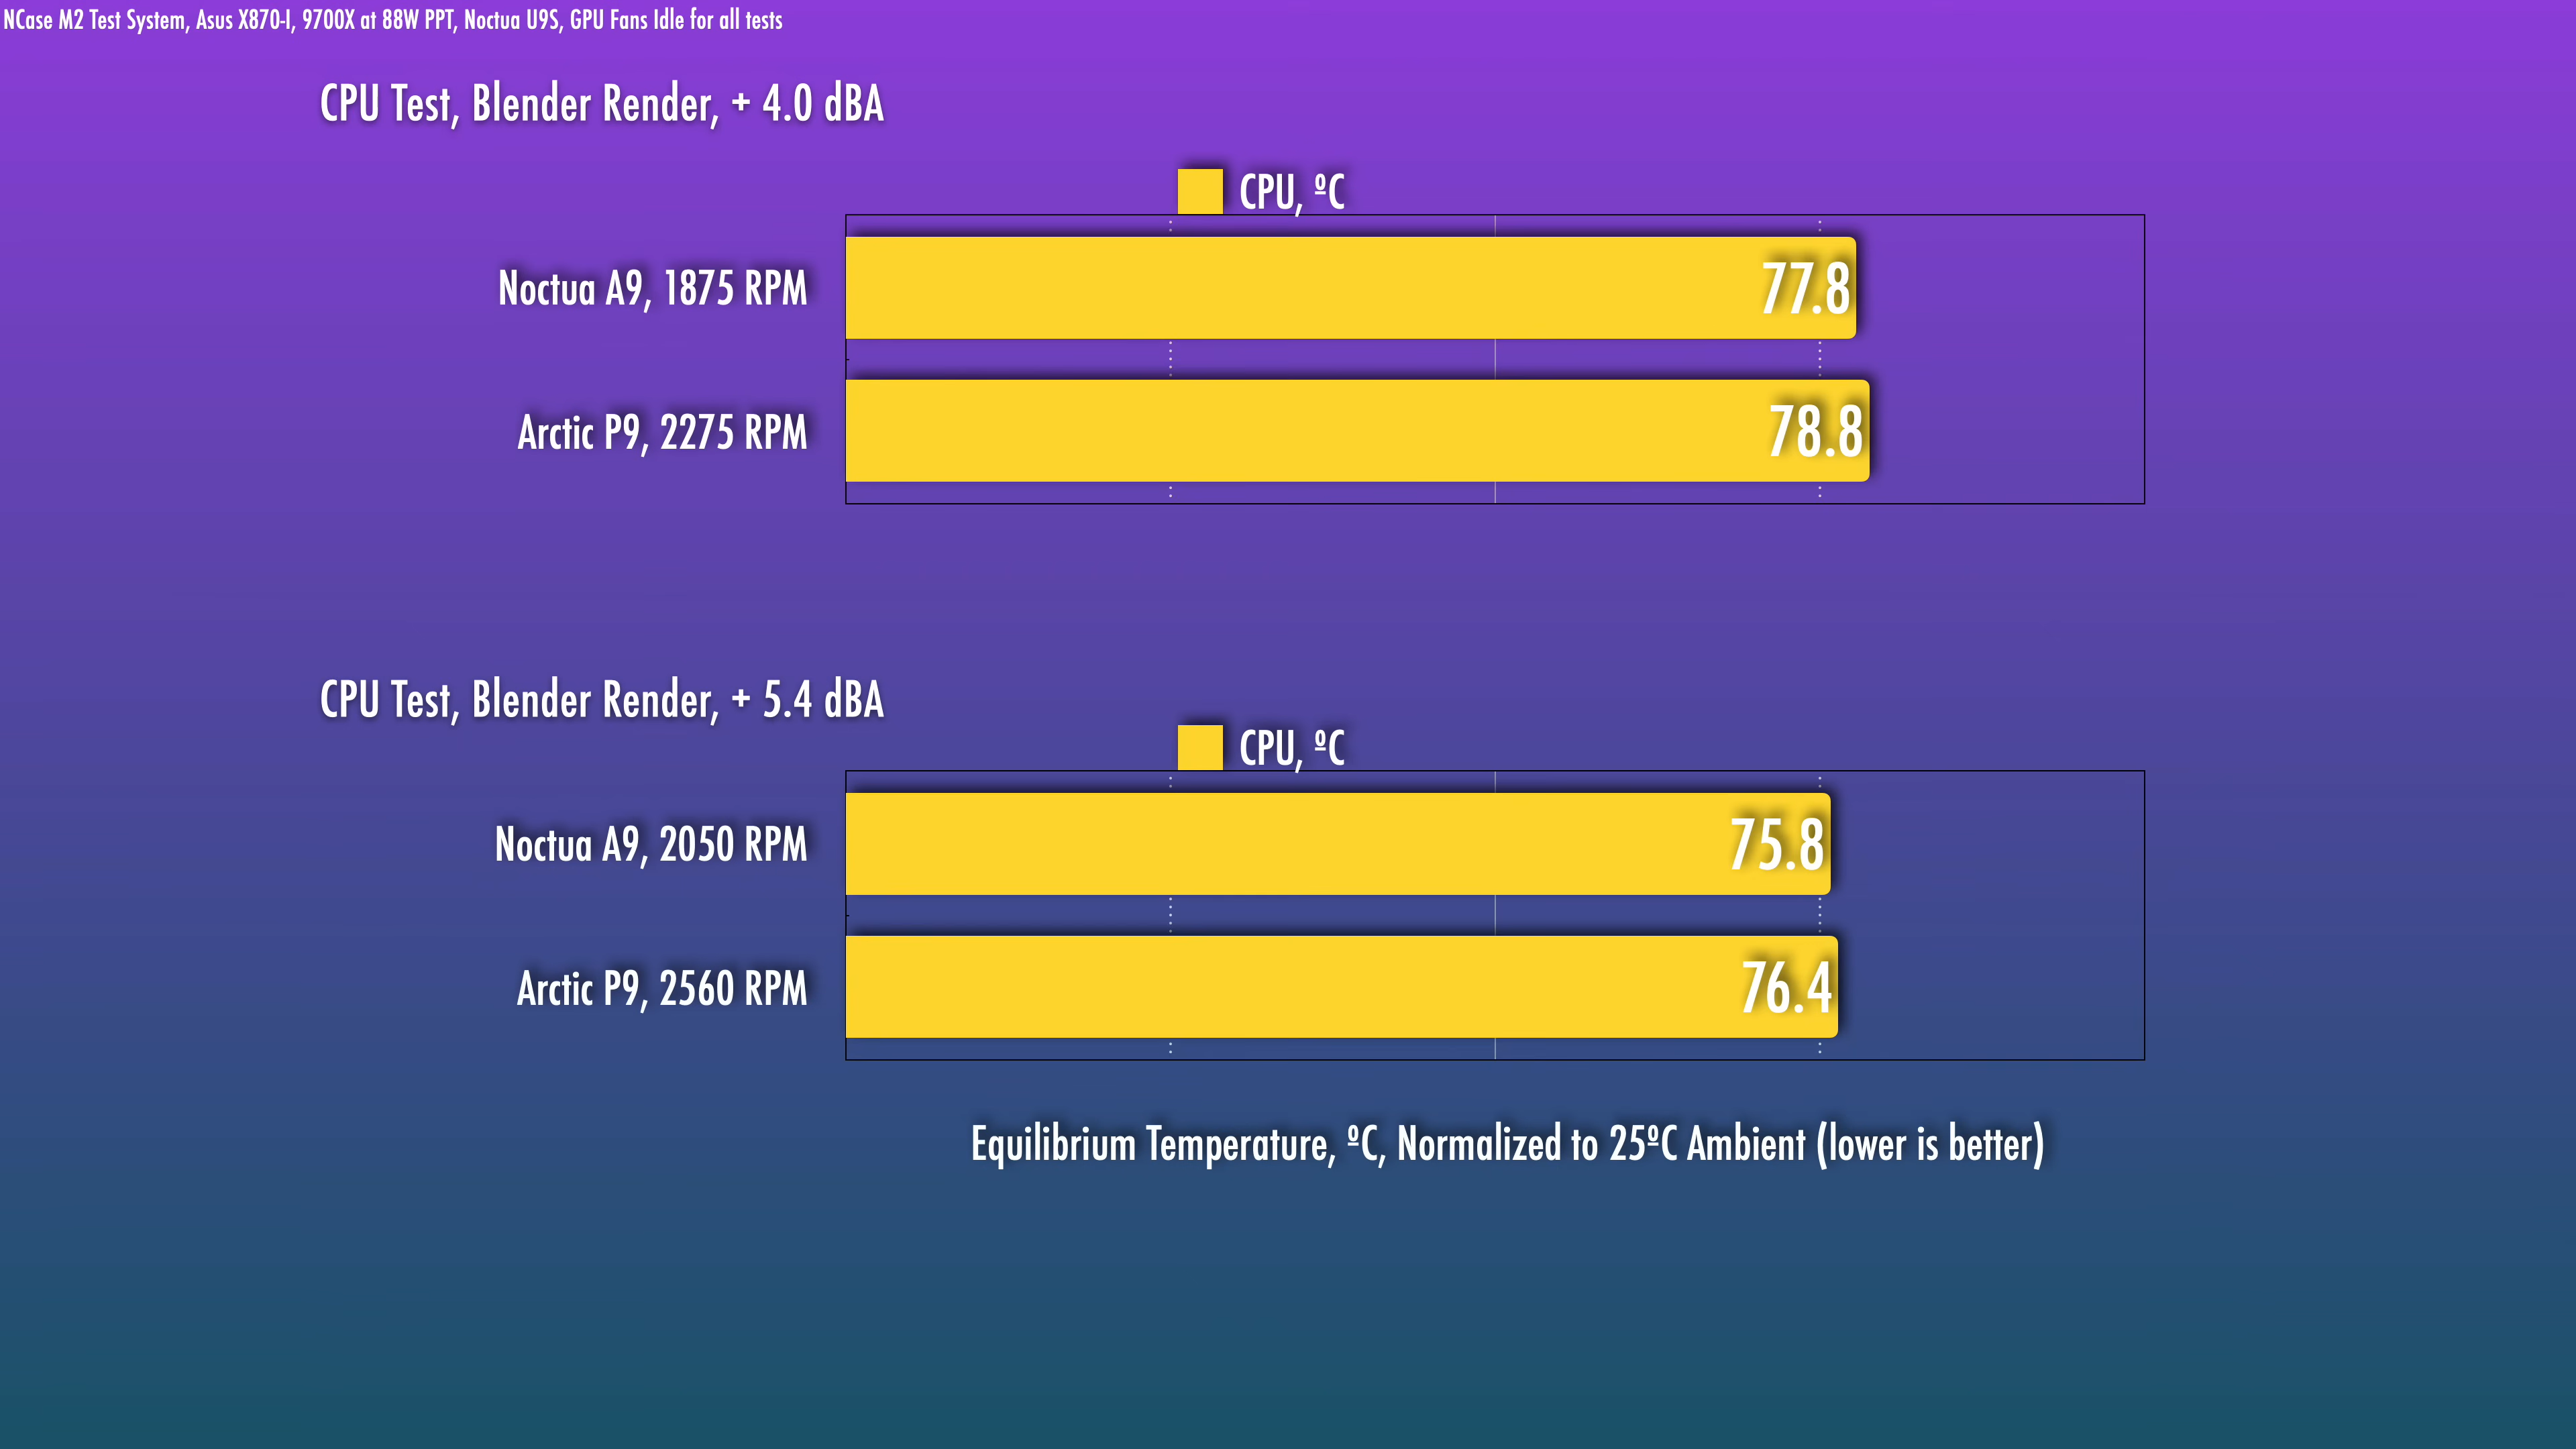 NCase M2 Test System, Asus X870-I, 9700X at 88W PPT, Noctua U9S, GPU Fans Idle for all tests
CPU Test, Blender Render, + 4.0 dBA
CPU, ºC
Noctua A9, 1875 RPM
77.8
Arctic P9, 2275 RPM
78.8
CPU Test, Blender Render, + 5.4 dBA
CPU, ºC
Noctua A9, 2050 RPM
75.8
Arctic P9, 2560 RPM
76.4
Equilibrium Temperature, ºC, Normalized to 25ºC Ambient (lower is better)